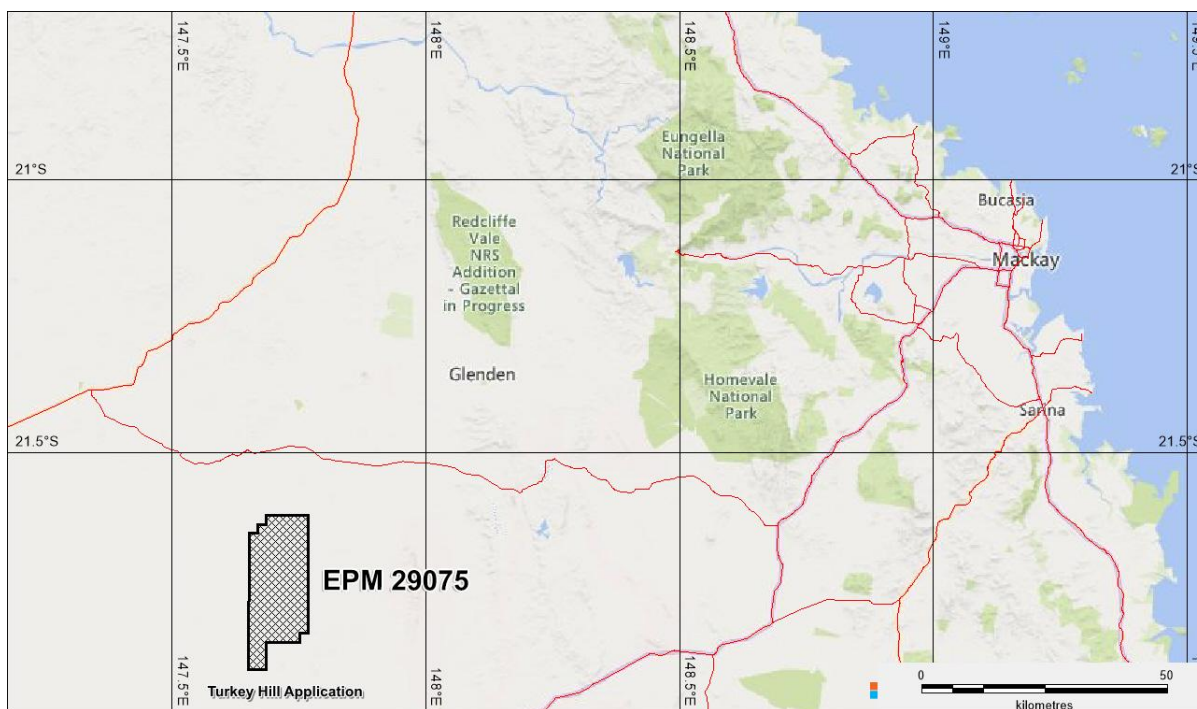 147.5°E
148°E
148.5°E
149°E
Eungella
National
Park
21°S
21°S
Bucasia
Redcliffe
Vale
NRS
Addition
- Gazettal
in Progress
Mackay
Glenden
Homevale
National
Park
Sarina
21.5°S
21.5°S
EPM 29075
147.5°E
148°E
148.5°E
Turkey Hill Application
0
50
kilometres